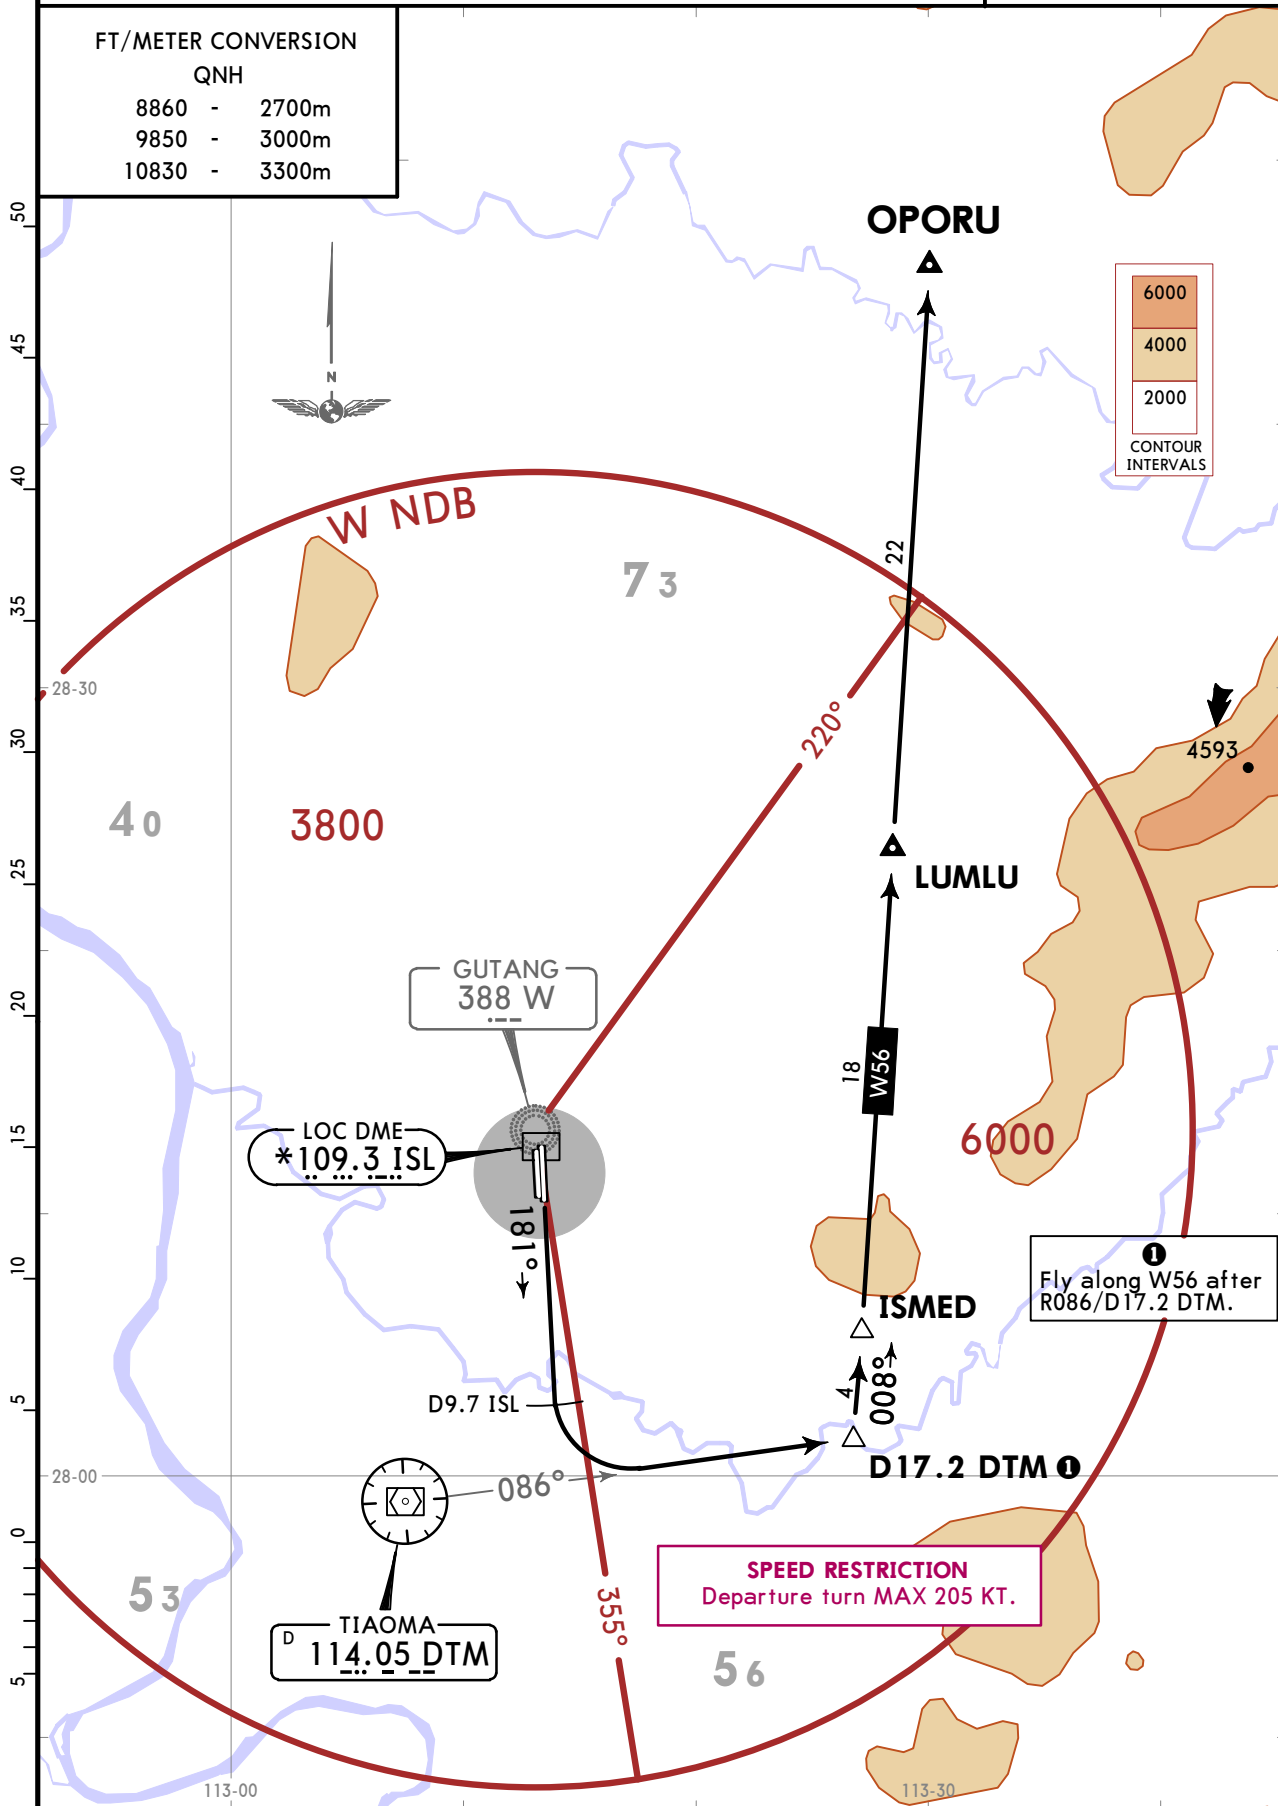 FT/METER CONVERSION
QNH
8860 - 2700m
9850 - 3000m
10830 - 3300m
50
45
40
35
30
25
20
15
10
5
0
5
N
OPORU
6000
4000
2000
CONTOUR
INTERVALS
W NDB
7 3
22
28-30
220°
4593
4 0
3800
LUMLU
GUTANG
388 W
18
W56
LOC DME
*109.3 ISL
6000
181°
❶
Fly along W56 after
R086/D17.2 DTM.
ISMED
4
008°
D9.7 ISL
D17.2 DTM ❶
28-00
086°
SPEED RESTRICTION
Departure turn MAX 205 KT.
5 3
355°
TIAOMA
D 114.05 DTM
5 6
113-00
113-30